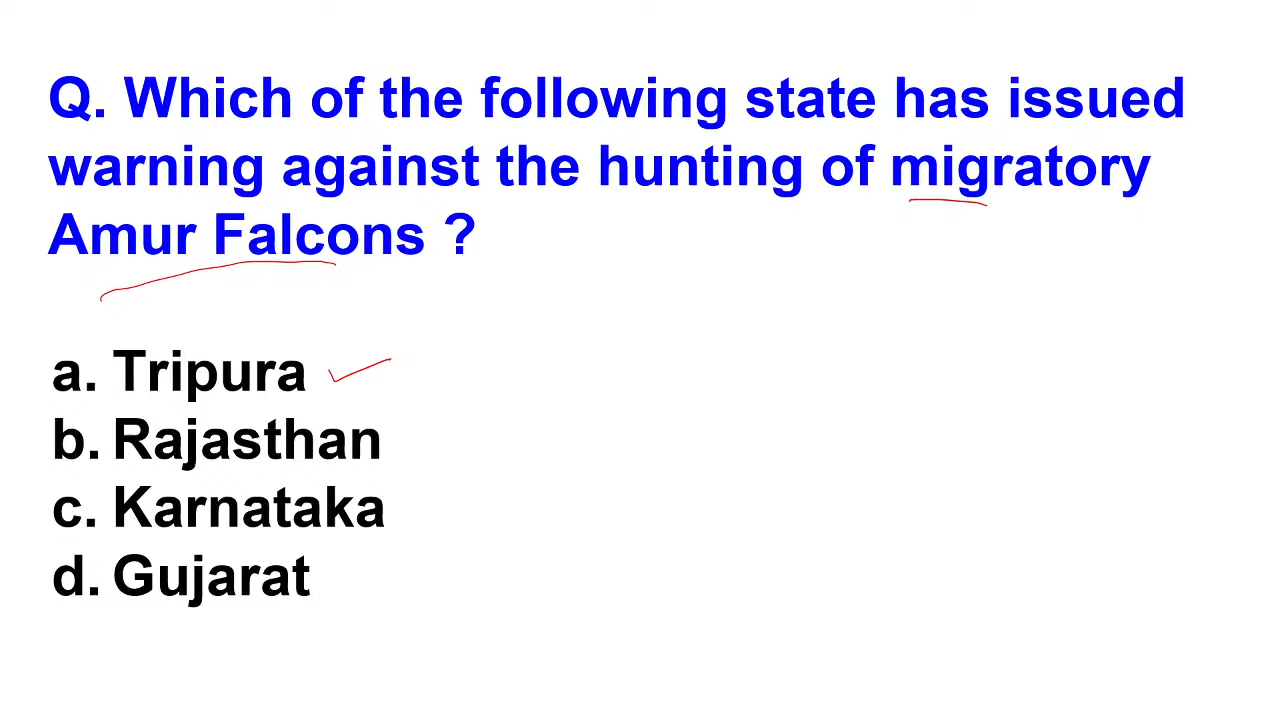 Q. Which of the following state has issued
warning against the hunting of migratory
Amur Falcons ?
a. Tripura
b. Rajasthan
c. Karnataka
d. Gujarat